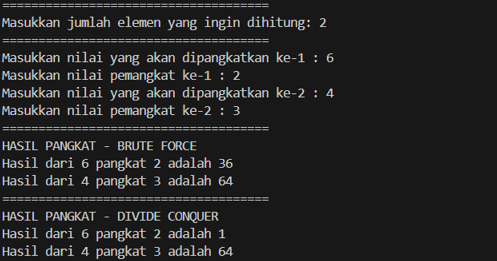 =====================================
Masukkan jumlah elemen yang ingin dihitung: 2
=====================================
Masukkan nilai yang akan dipangkatkan ke-1 : 6
Masukkan nilai pemangkat ke-1 : 2
Masukkan nilai yang akan dipangkatkan ke-2 : 4
Masukkan nilai pemangkat ke-2 : 3
=====================================
HASIL PANGKAT - BRUTE FORCE
Hasil dari 6 pangkat 2 adalah 36
Hasil dari 4 pangkat 3 adalah 64
=====================================
HASIL PANGKAT - DIVIDE CONQUER
Hasil dari 6 pangkat 2 adalah 1
Hasil dari 4 pangkat 3 adalah 64